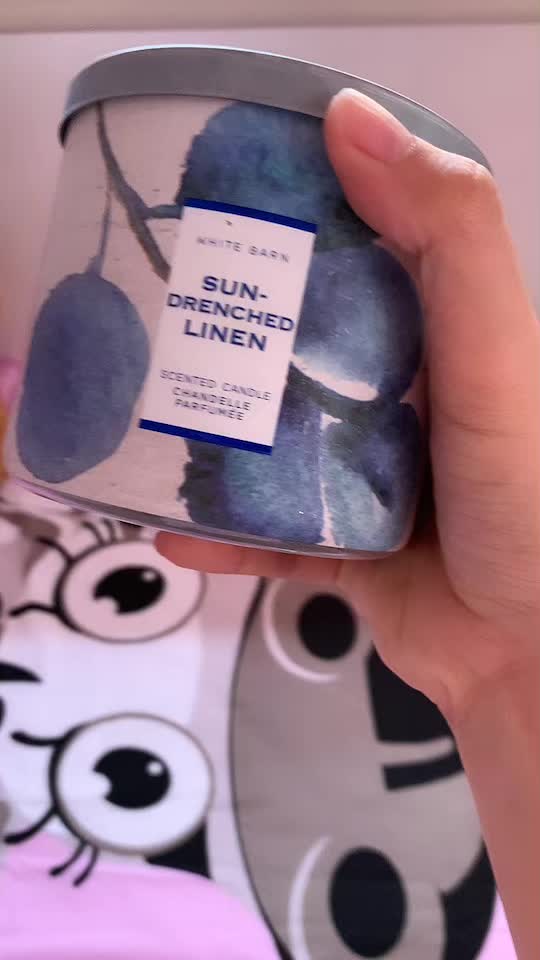 WHITE BARN
SUN-
DRENCHED
LINEN
SCENTED CANDLE
CHANDELLE
PARFUMÉE